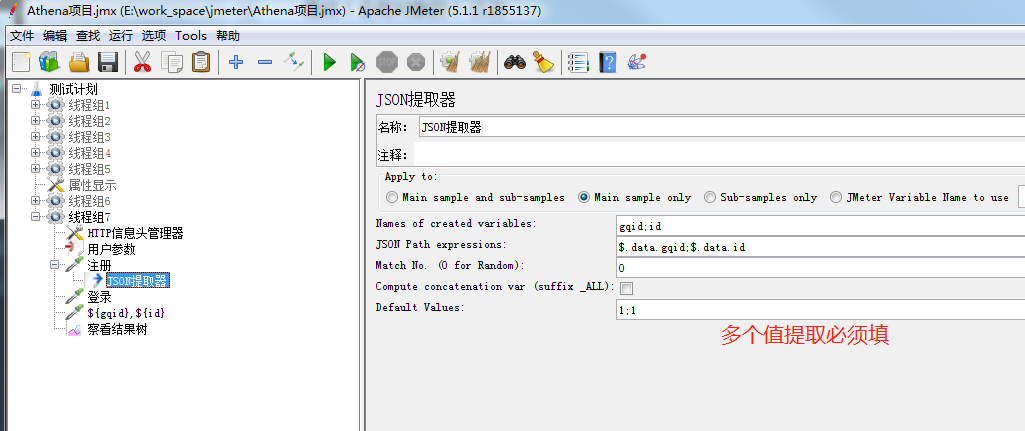 Athena项目.jmx (E:\work_space\jmeter\Athena项目.jmx) - Apache JMeter (5.1.1 r1855137)
文件 编辑 查找 运行 选项 Tools 帮助
STOP
测试计划
线程组1
线程组2
线程组3
线程组4
线程组5
属性显示
线程组6
线程组7
HTTP信息头管理器
用户参数
注册
JSON提取器
登录
${gqid},${id}
察看结果树
JSON提取器
名称: JSON提取器
注释:
Apply to:
Main sample and sub-samples Main sample only Sub-samples only JMeter Variable Name to use
Names of created variables: gqid;id
JSON Path expressions: $.data.gqid;$.data.id
Match No. (0 for Random): 0
Compute concatenation var (suffix _ALL):
Default Values: 1;1
多个值提取必须填